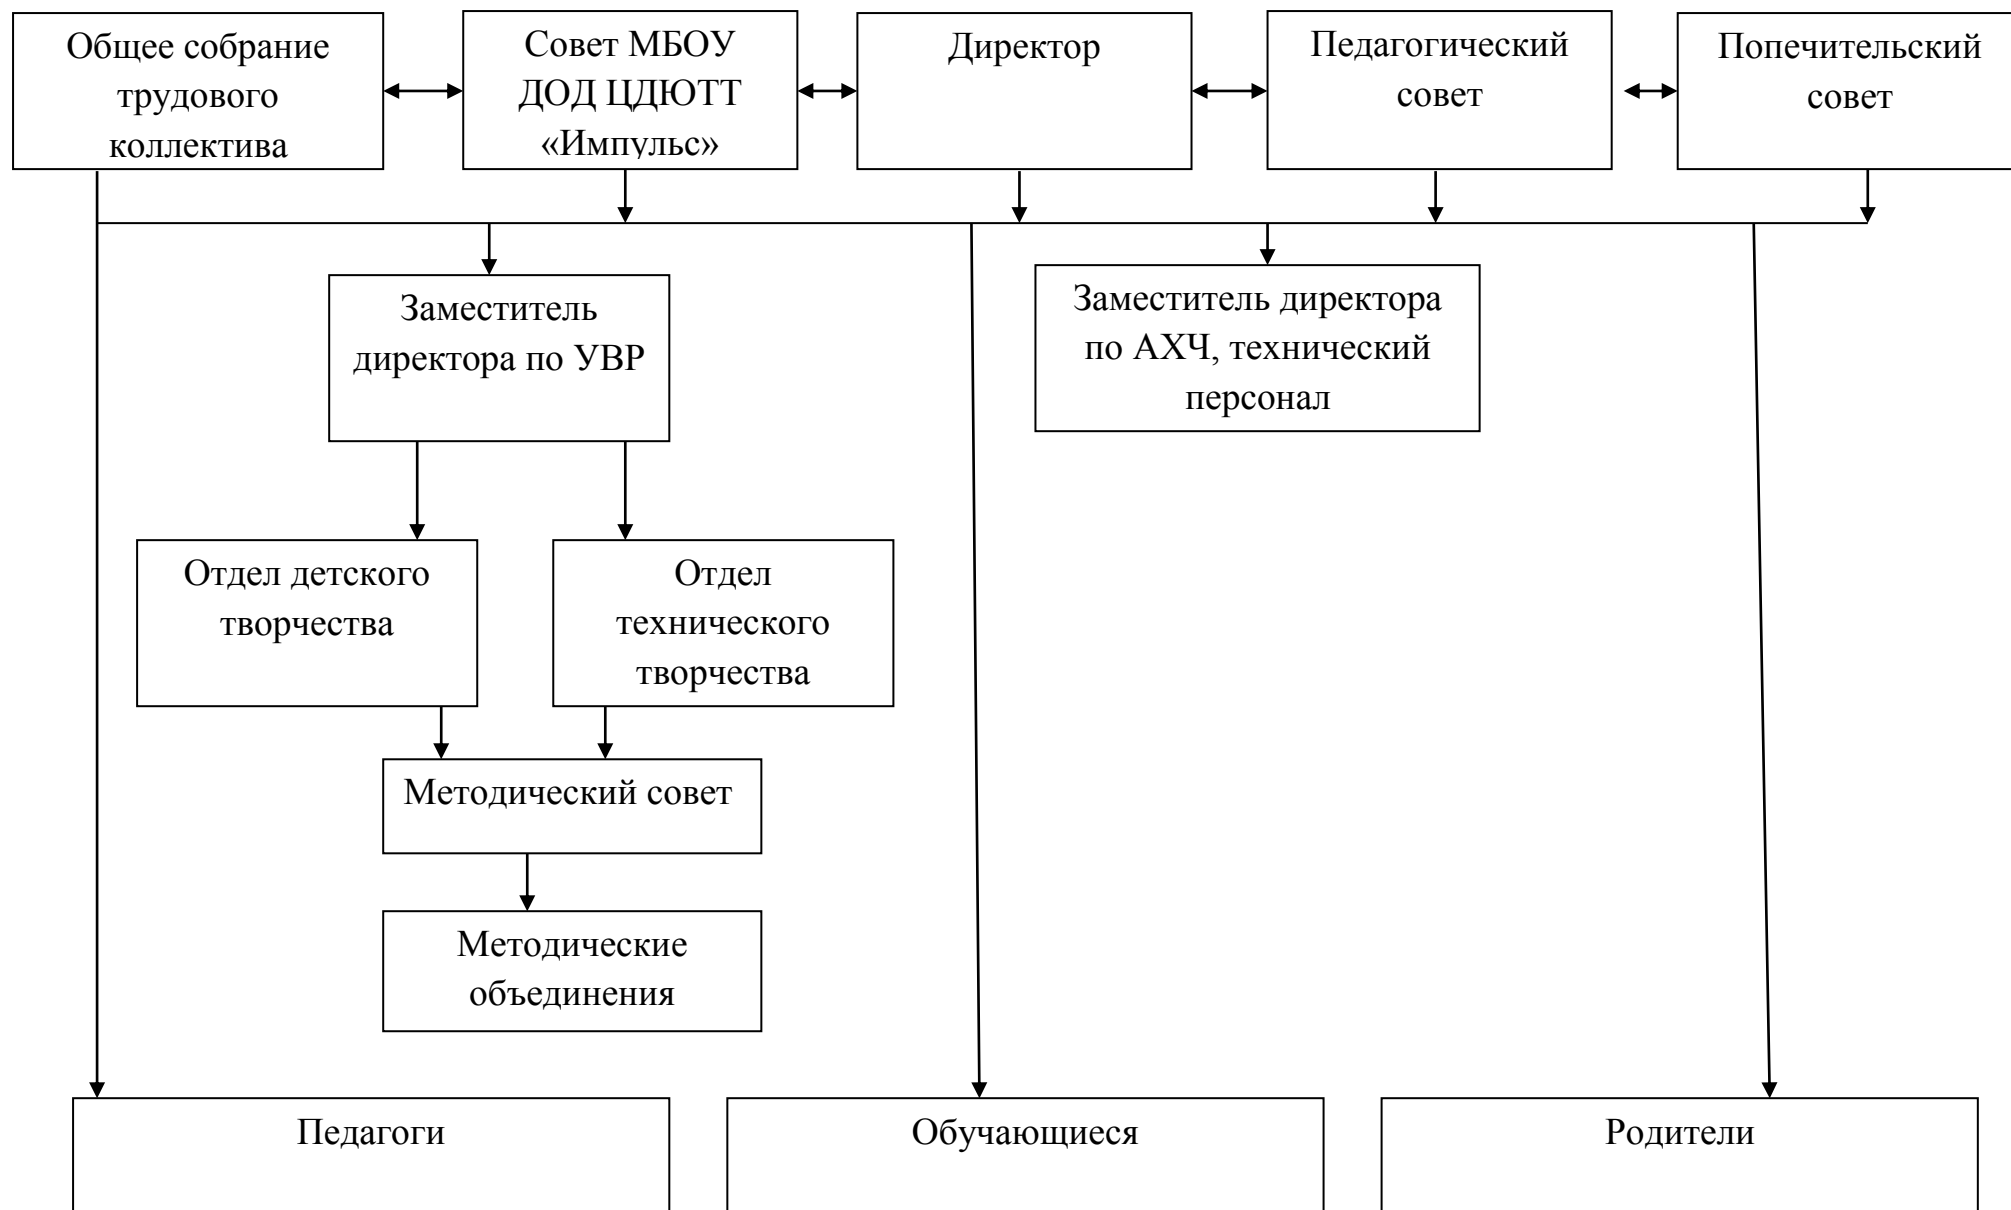 Общее собрание
трудового
коллектива
Совет МБОУ
ДОД ЦДЮТТ
«Импульс»
Директор
Педагогический
совет
Попечительский
совет
Заместитель
директора по УВР
Заместитель директора
по АХЧ, технический
персонал
Отдел детского
творчества
Отдел
технического
творчества
Методический совет
Методические
объединения
Педагоги
Обучающиеся
Родители